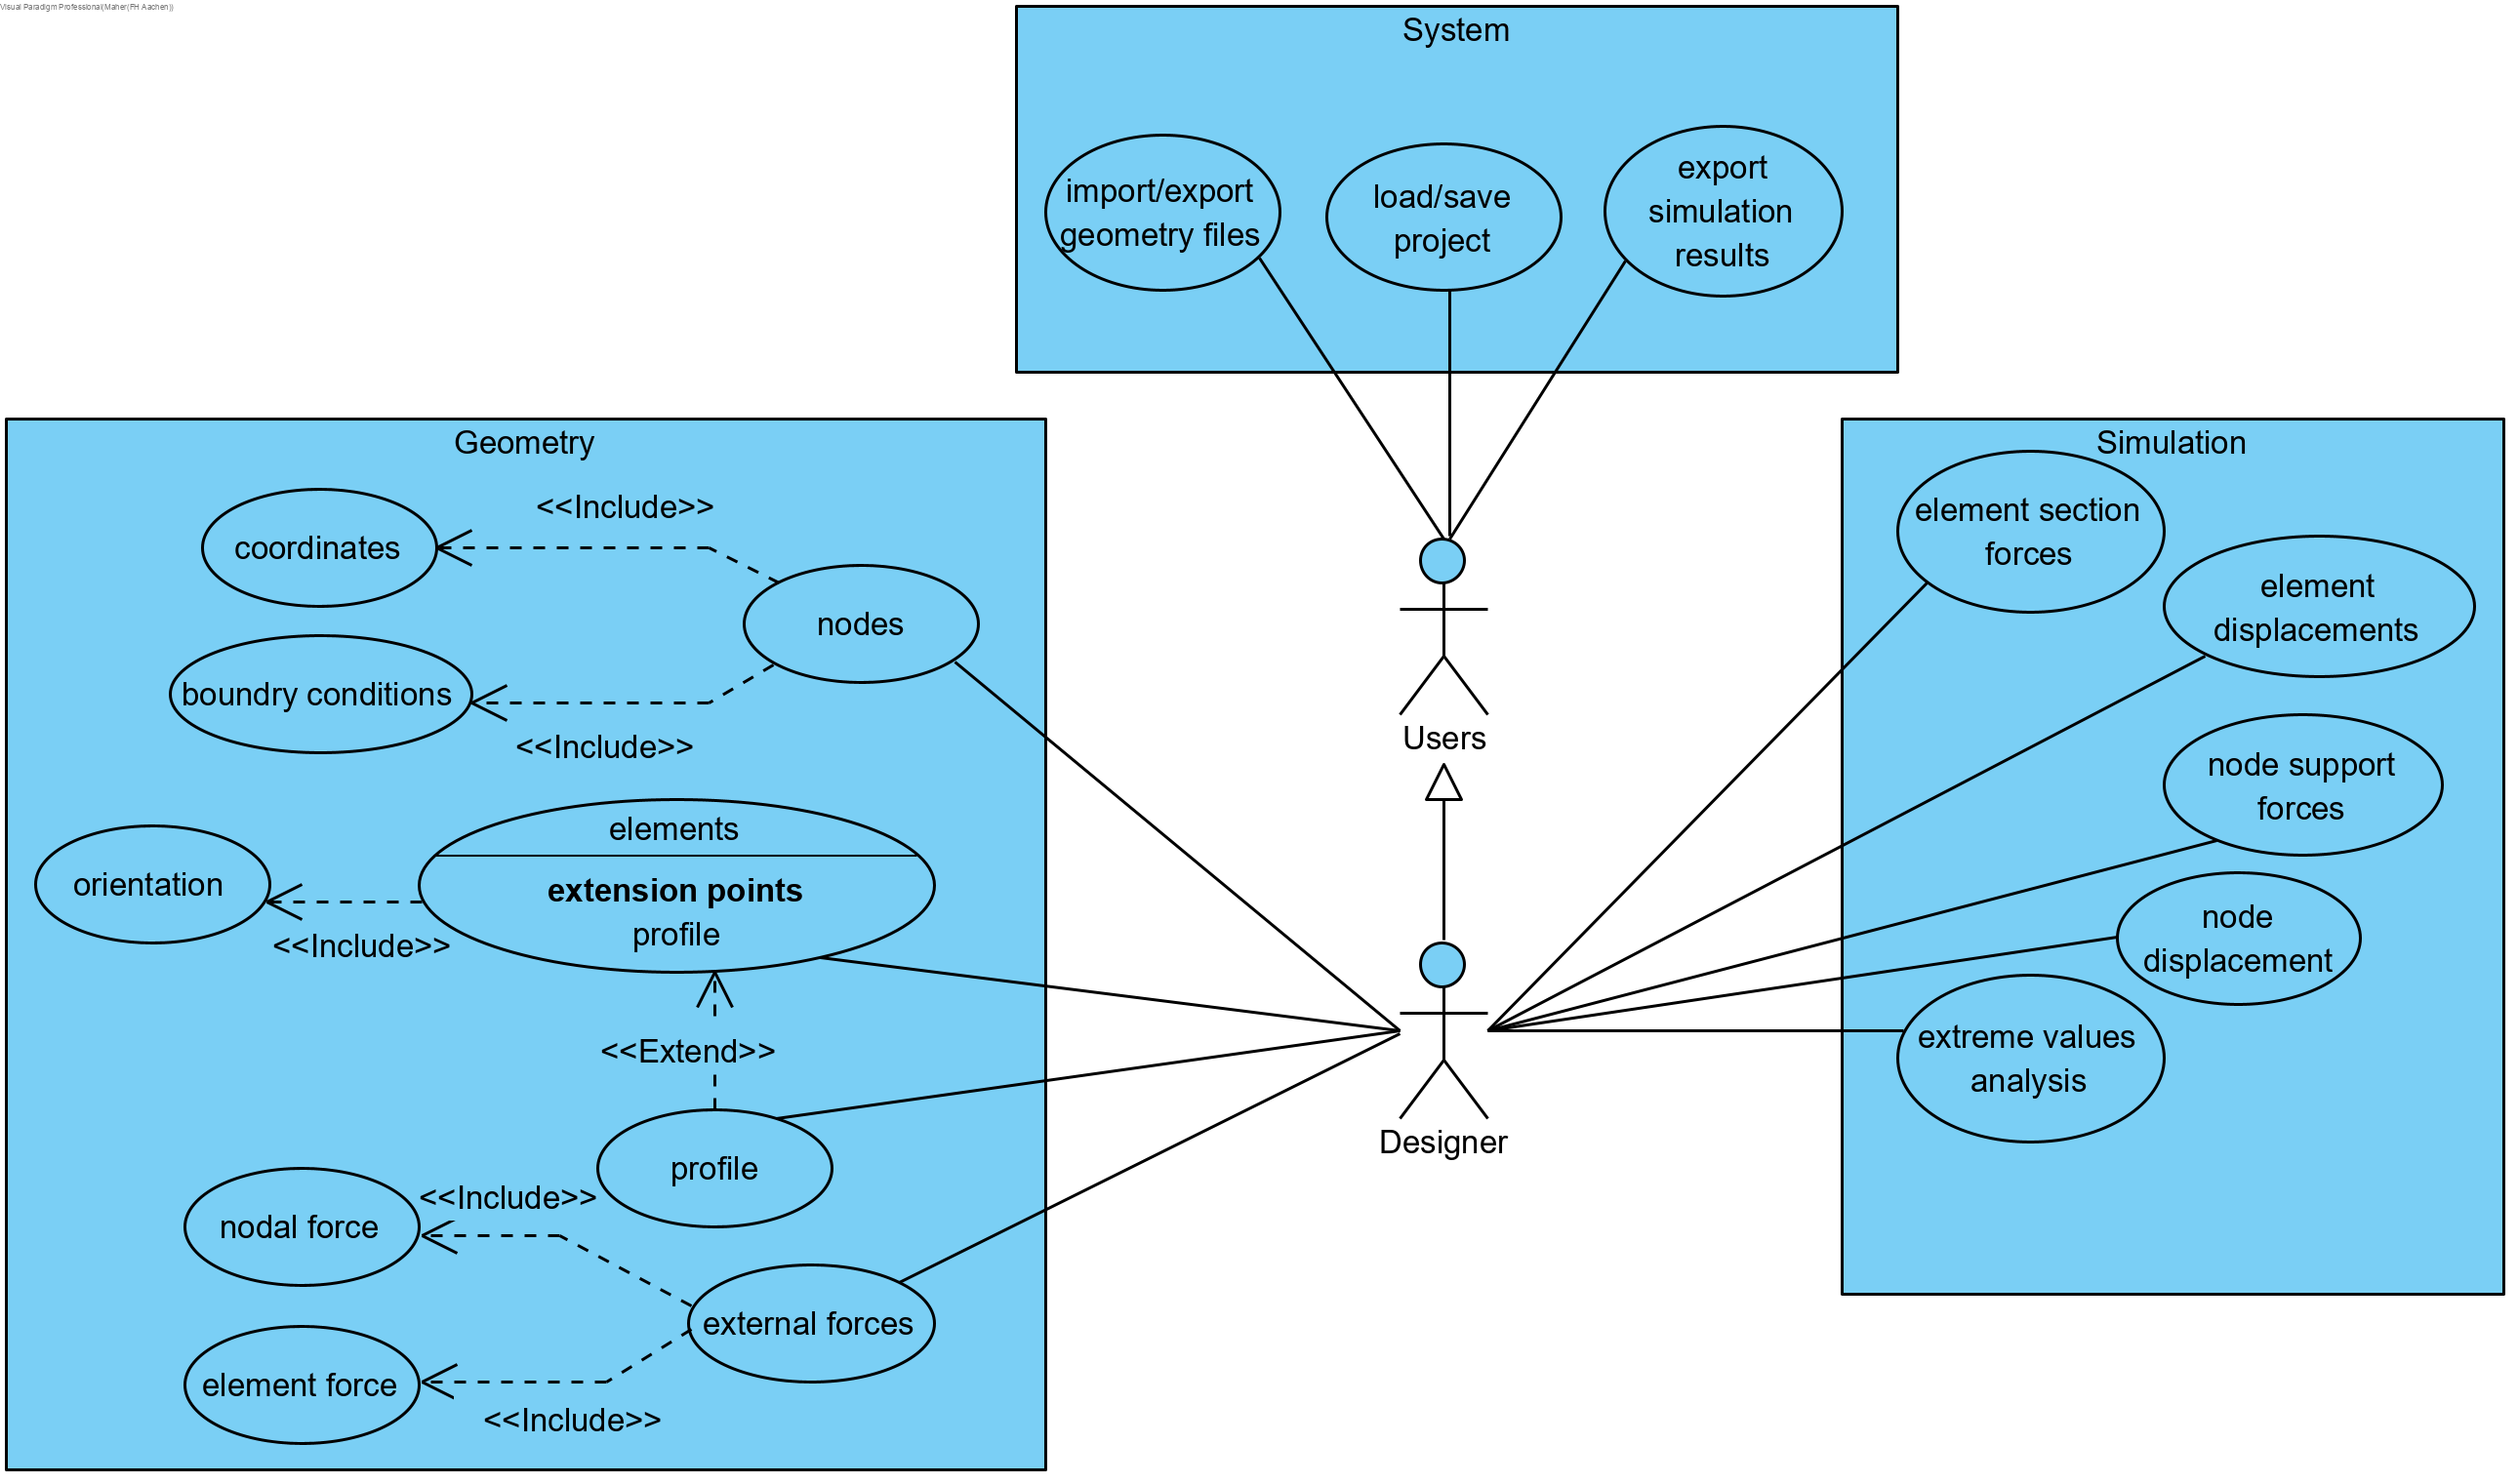 Visual Paradigm Professional(Maher(FH Aachen))
System
import/export
geometry files
load/save
project
export
simulation
results
Geometry
<<Include>>
coordinates
nodes
boundry conditions
<<Include>>
elements
extension points
profile
orientation
<<Include>>
<<Extend>>
profile
<<Include>>
nodal force
external forces
element force
<<Include>>
Users
Designer
Simulation
element section
forces
element
displacements
node support
forces
node
displacement
extreme values
analysis